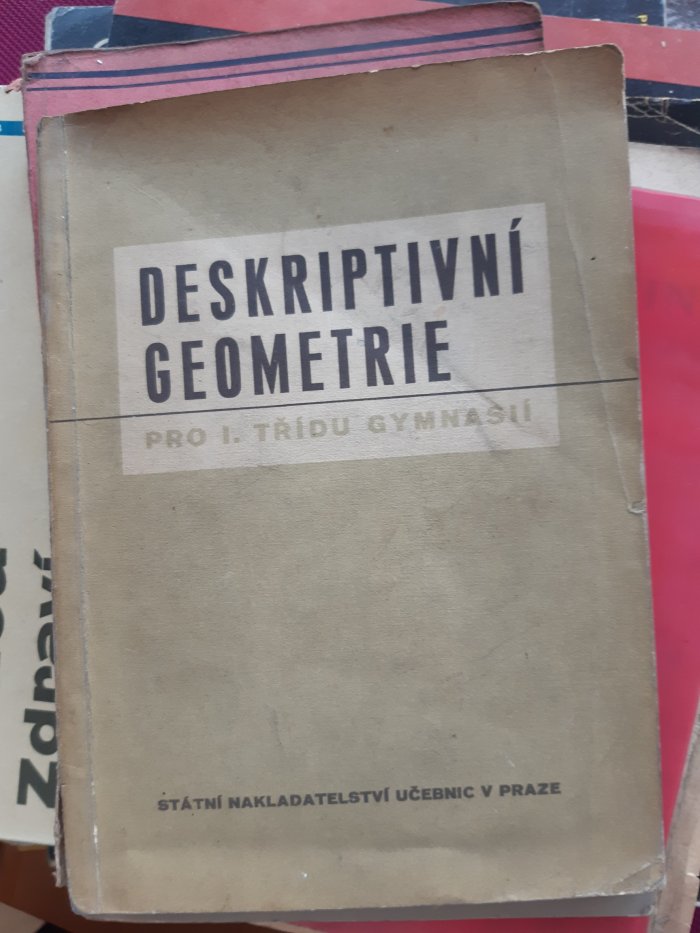 DESKRIPTIVNÍ
GEOMETRIE
PRO I. TŘÍDU GYMNASIÍ
STÁTNÍ NAKLADATELSTVÍ UČEBNIC V PRAZE
Zdraví